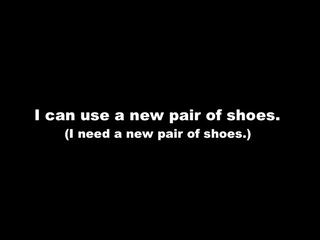 I can use a new pair of shoes.
(I need a new pair of shoes.)